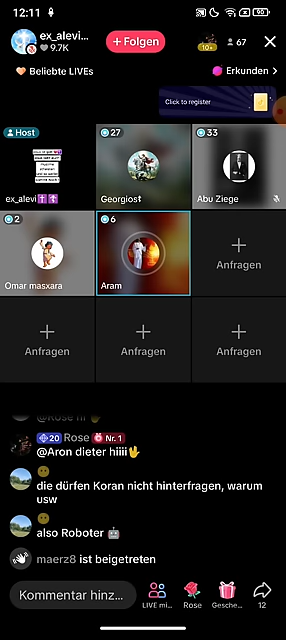 12:11
90
ex_alevi...
9.7K
+ Folgen
10+
67
Beliebte LIVEs
Erkunden >
Click to register
Host
27
33
ex_alevi
Georgios
Abu Ziege
2
6
Omar masxara
Aram
Anfragen
Anfragen
Anfragen
Anfragen
20 Rose Nr. 1
@Aron dieter hiiii🖖
die dürfen Koran nicht hinterfragen, warum
usw
also Roboter 🤖
maerz8 ist beigetreten
Kommentar hinz...
LIVE mi...
Rose
Gesche...
12